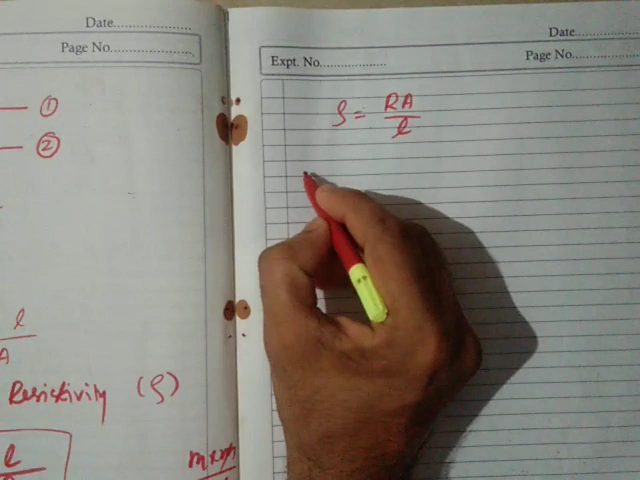 Date....................
Page No.........................
① 
②
l
A
Resistivity (ρ)
l
Date....................
Expt. No...................
Page No....................
ρ = RA
l